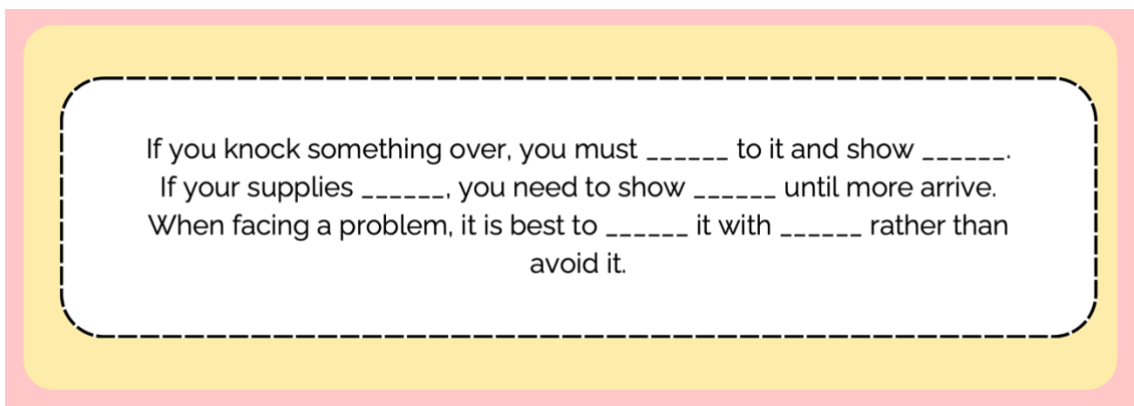 If you knock something over, you must ______ to it and show ______.
If your supplies ______, you need to show ______ until more arrive.
When facing a problem, it is best to ______ it with ______ rather than
avoid it.